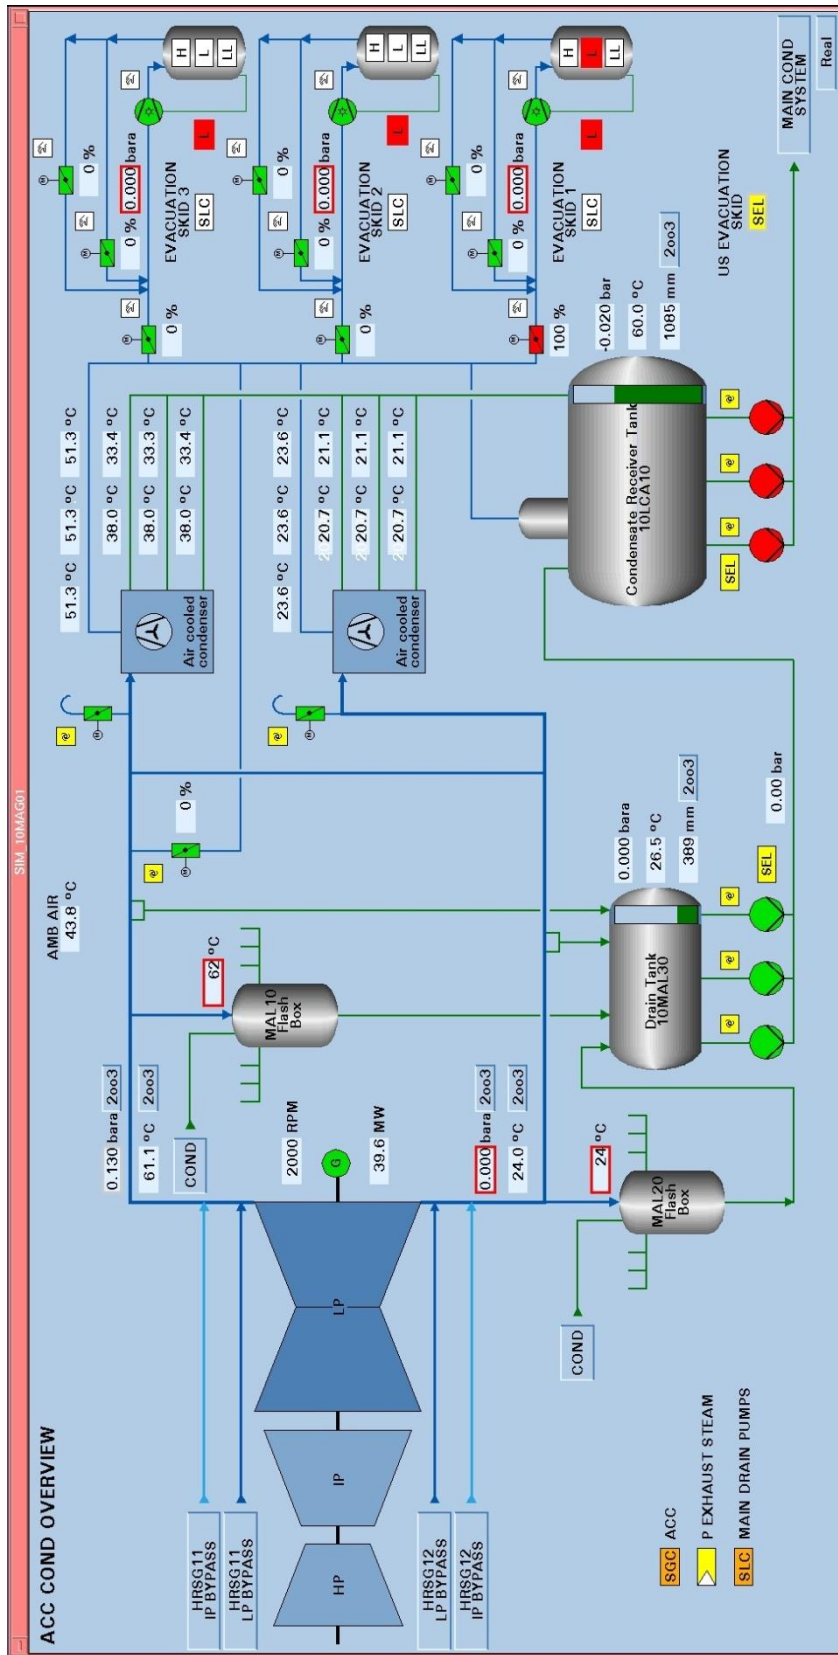 SIM_10MAG01
ACC COND OVERVIEW
HRSG11
IP BYPASS
HRSG11
LP BYPASS
HP
IP
LP
HRSG12
LP BYPASS
HRSG12
IP BYPASS
SGC ACC
P EXHAUST STEAM
SLC MAIN DRAIN PUMPS
0.130 bara 2oo3
61.1 °C 2oo3
COND
2000 RPM
G
39.6 MW
0.000 bara 2oo3
24.0 °C 2oo3
24 °C
COND
MAL20
Flash
Box
AMB AIR
43.8 °C
62 °C
MAL10
Flash
Box
0 %
M
M
M
Drain Tank
10MAL30
0.000 bara
26.5 °C
389 mm 2oo3
SEL
0.00 bar
Air cooled
condenser
51.3 °C 51.3 °C 51.3 °C
38.0 °C 33.4 °C
38.0 °C 33.3 °C
38.0 °C 33.4 °C
Air cooled
condenser
23.6 °C 23.6 °C 23.6 °C
20.7 °C 21.1 °C
20.7 °C 21.1 °C
20.7 °C 21.1 °C
Condensate Receiver Tank
10LCA10
-0.020 bar
60.0 °C
1085 mm 2oo3
SEL
M
0 %
M
0 %
M
0 %
0.000 bara
EVACUATION
SKID 3
SLC
L
H
L
LL
M
0 %
M
0 %
M
0 %
0.000 bara
EVACUATION
SKID 2
SLC
L
H
L
LL
M
100 %
M
0 %
M
0 %
0.000 bara
EVACUATION
SKID 1
SLC
L
H
L
LL
US EVACUATION
SKID
SEL
MAIN COND
SYSTEM
Real